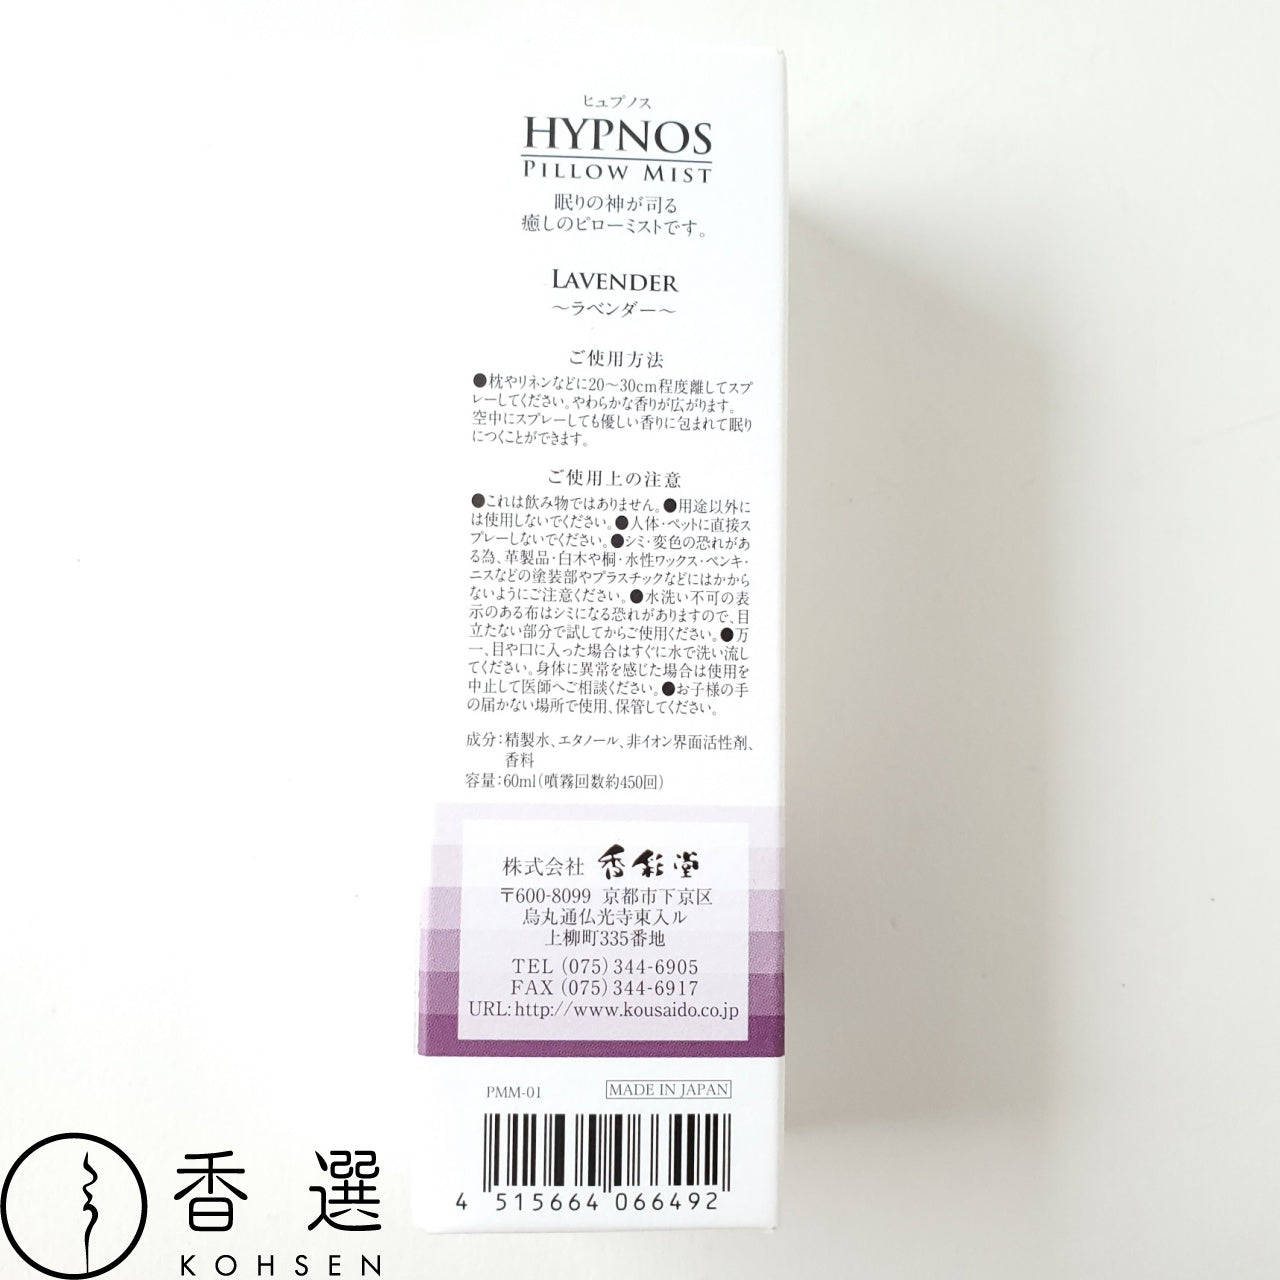 ヒュプノス
HYPNOS
PILLOW MIST
眠りの神が司る
癒しのピローミストです。
LAVENDER
～ラベンダー～
ご使用方法
●枕やリネンなどに20～30cm程度離してスプ
レーしてください。やわらかな香りが広がります。
空中にスプレーしても優しい香りに包まれて眠り
につくことができます。
ご使用上の注意
●これは飲み物ではありません。●用途以外に
は使用しないでください。●人体・ペットに直接ス
プレーしないでください。●シミ・変色の恐れがあ
る為、革製品・白木や桐・水性ワックス・ペンキ・
ニスなどの塗装部やプラスチックなどにはかから
ないようにご注意ください。●水洗い不可の表
示のある布はシミになる恐れがありますので、目
立たない部分で試してからご使用ください。●万
一、目や口に入った場合はすぐに水で洗い流し
てください。身体に異常を感じた場合は使用を
中止して医師へご相談ください。●お子様の手
の届かない場所で使用、保管してください。
成分：精製水、エタノール、非イオン界面活性剤、
香料
容量：60ml（噴霧回数約450回）
株式会社 香彩堂
〒600-8099 京都市下京区
烏丸通仏光寺東入ル
上柳町335番地
TEL (075) 344-6905
FAX (075) 344-6917
URL: http://www.kousaido.co.jp
PMM-01 MADE IN JAPAN
4 515664 066492
香選
KOHSEN